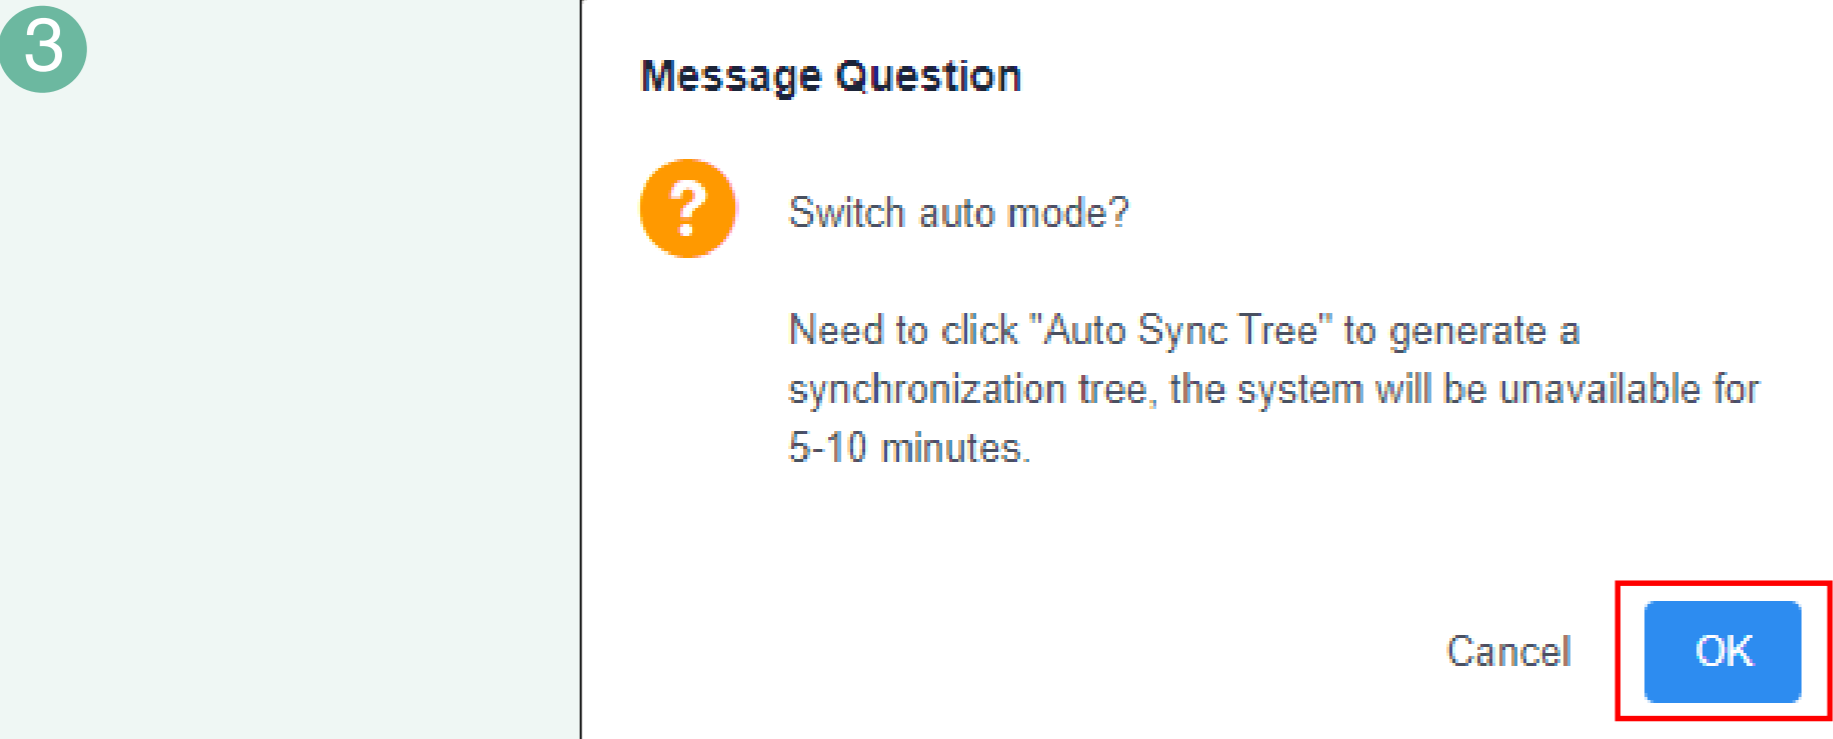 3
Message Question
?
Switch auto mode?
Need to click "Auto Sync Tree" to generate a
synchronization tree, the system will be unavailable for
5-10 minutes.
Cancel
OK